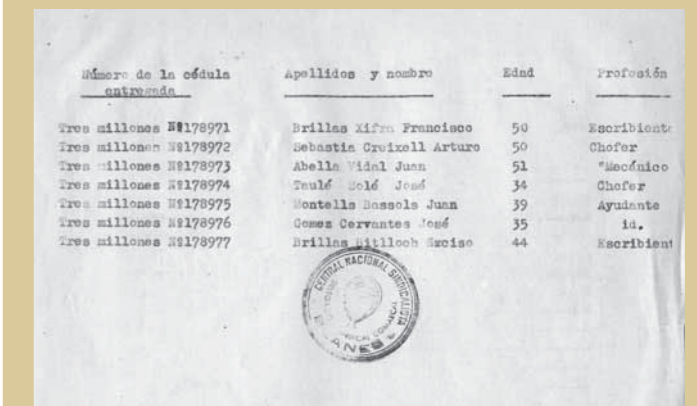 Número de la cédula entregada Apellidos y nombre Edad Profesión
Tres millones Nº178971 Brillas Xifra Francisco 50 Escribiente
Tres millones Nº178972 Sebastia Creixell Arturo 50 Chofer
Tres millones Nº178973 Abella Vidal Juan 51 "Mecánico
Tres millones Nº178974 Taulé Solé José 34 Chofer
Tres millones Nº178975 Montells Bassols Juan 39 Ayudante
Tres millones Nº178976 Gomez Cervantes José 35 id.
Tres millones Nº178977 Brillas Bitlloch 44 Escribient
CENTRAL NACIONAL SINDICALISTA
SINDICAL COMARCAL